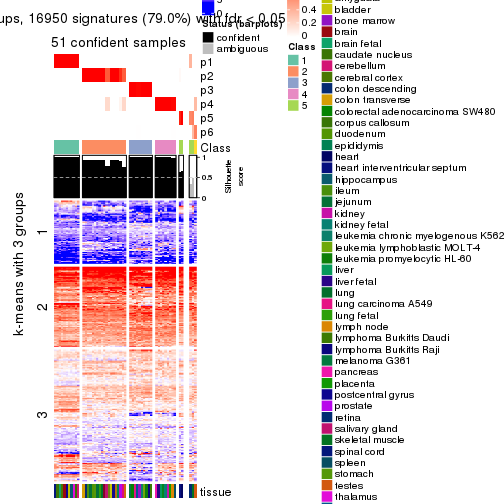 ups, 16950 signatures (79.0%) with fdr < 0.05
51 confident samples
p1
p2
p3
p4
p5
p6
Class
1
0.5
0
Silhouette
score
k-means with 3 groups
1
2
3
tissue
0
Status (barplots)
confident
ambiguous
0.4
0.2
0
Class
1
2
3
4
5
bladder
bone marrow
brain
brain fetal
caudate nucleus
cerebellum
cerebral cortex
colon descending
colon transverse
colorectal adenocarcinoma SW480
corpus callosum
duodenum
epididymis
heart
heart interventricular septum
hippocampus
ileum
jejunum
kidney
kidney fetal
leukemia chronic myelogenous K562
leukemia lymphoblastic MOLT-4
leukemia promyelocytic HL-60
liver
liver fetal
lung
lung carcinoma A549
lung fetal
lymph node
lymphoma Burkitts Daudi
lymphoma Burkitts Raji
melanoma G361
pancreas
placenta
postcentral gyrus
prostate
retina
salivary gland
skeletal muscle
spinal cord
spleen
stomach
testes
thalamus